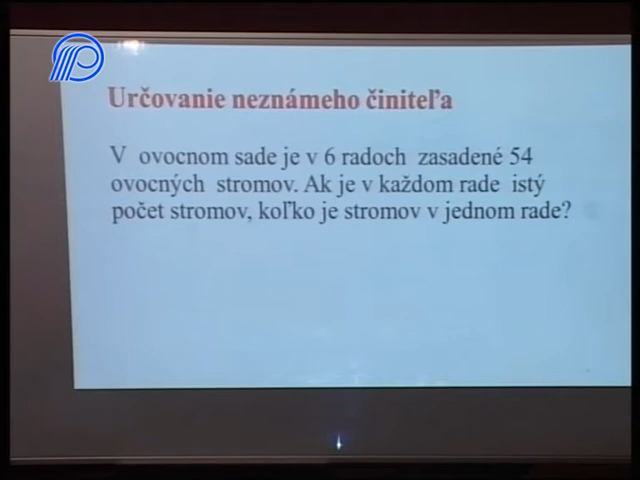 Určovanie neznámeho činiteľa
V ovocnom sade je v 6 radoch zasadené 54
ovocných stromov. Ak je v každom rade istý
počet stromov, koľko je stromov v jednom rade?